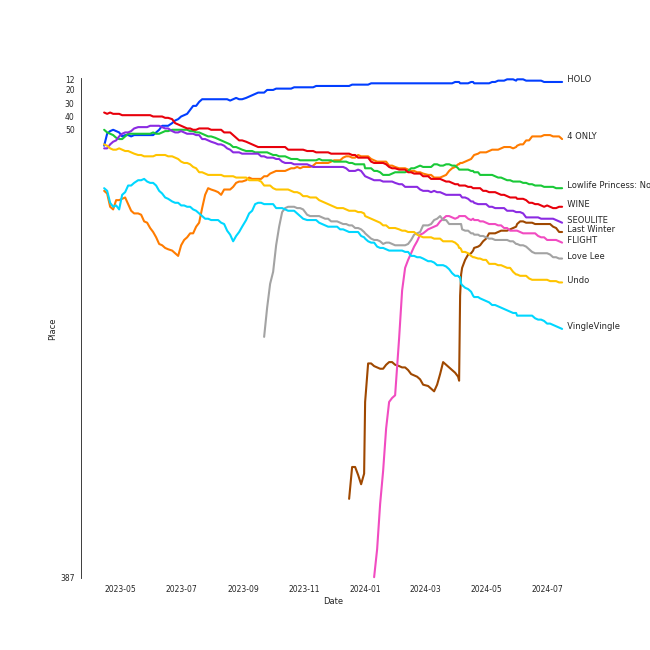 12
20
30
40
50
387
Place
2023-05
2023-07
2023-09
2023-11
2024-01
2024-03
2024-05
2024-07
Date
HOLO
4 ONLY
Lowlife Princess: No
WINE
SEOULITE
Last Winter
FLIGHT
Love Lee
Undo
VingleVingle